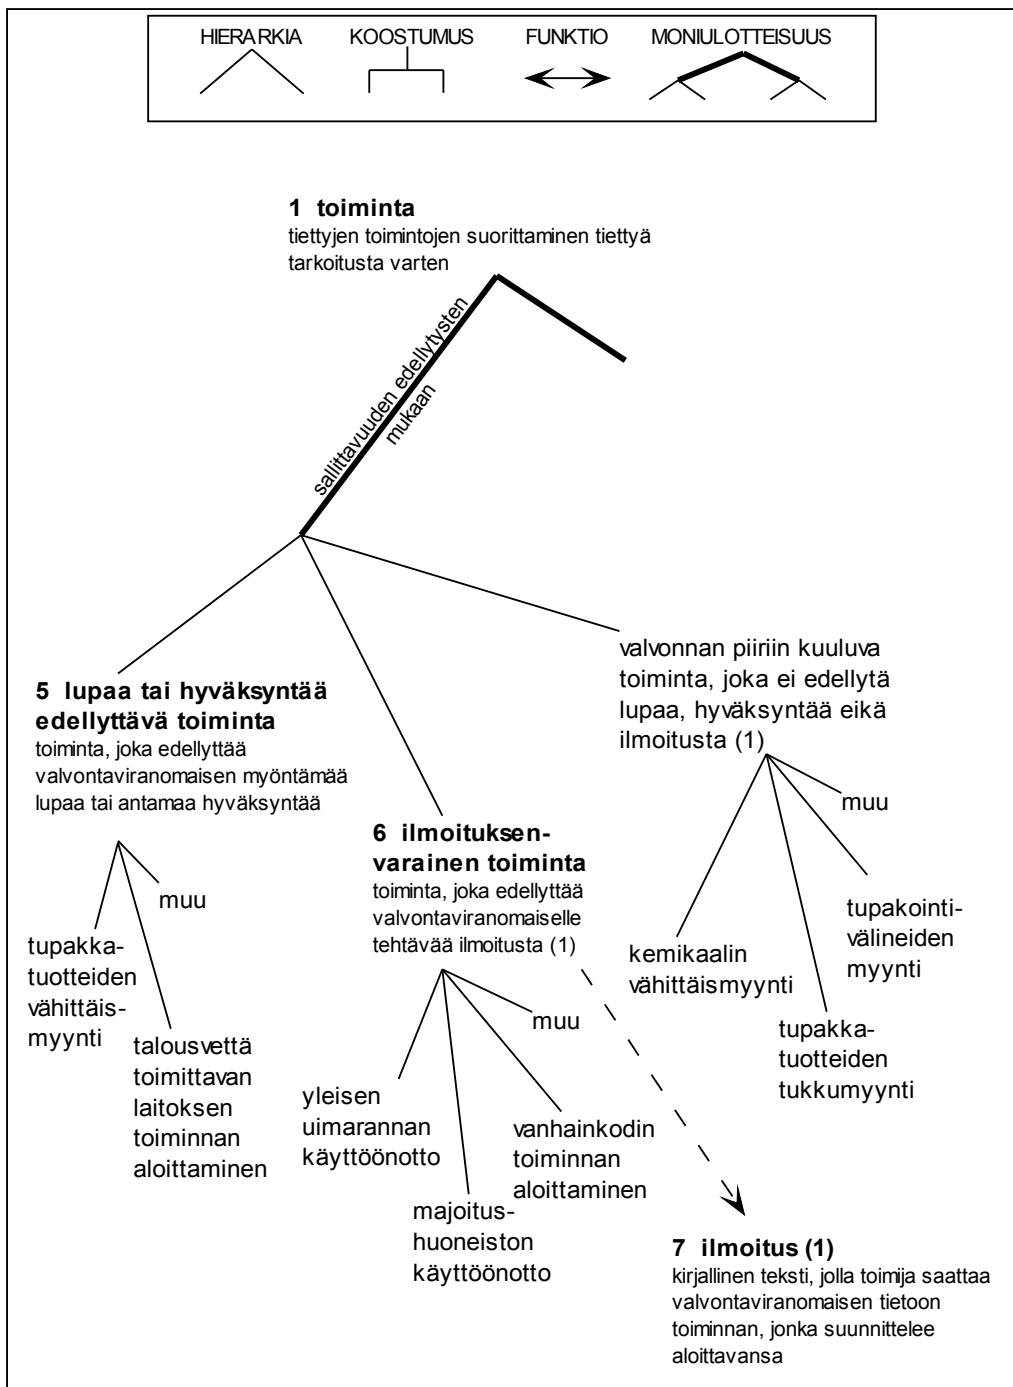 HIERARKIA KOOSTUMUS FUNKTIO MONIULOTTEISUUS
1 toiminta
tiettyjen toimintojen suorittaminen tiettyä
tarkoitusta varten
sallittavuuden edellytysten
mukaan
5 lupaa tai hyväksyntää
edellyttävä toiminta
toiminta, joka edellyttää
valvontaviranomaisen myöntämää
lupaa tai antamaa hyväksyntää
muu
tupakka-
tuotteiden
vähittäis-
myynti
talousvettä
toimittavan
laitoksen
toiminnan
aloittaminen
6 ilmoituksen-
varainen toiminta
toiminta, joka edellyttää
valvontaviranomaiselle
tehtävää ilmoitusta (1)
muu
yleisen
uimarannan
käyttöönotto
majoitus-
huoneiston
käyttöönotto
vanhainkodin
toiminnan
aloittaminen
valvonnan piiriin kuuluva
toiminta, joka ei edellytä
lupaa, hyväksyntää eikä
ilmoitusta (1)
muu
kemikaalin
vähittäismyynti
tupakka-
tuotteiden
tukkumyynti
tupakointi-
välineiden
myynti
7 ilmoitus (1)
kirjallinen teksti, jolla toimija saattaa
valvontaviranomaisen tietoon
toiminnan, jonka suunnittelee
aloittavansa